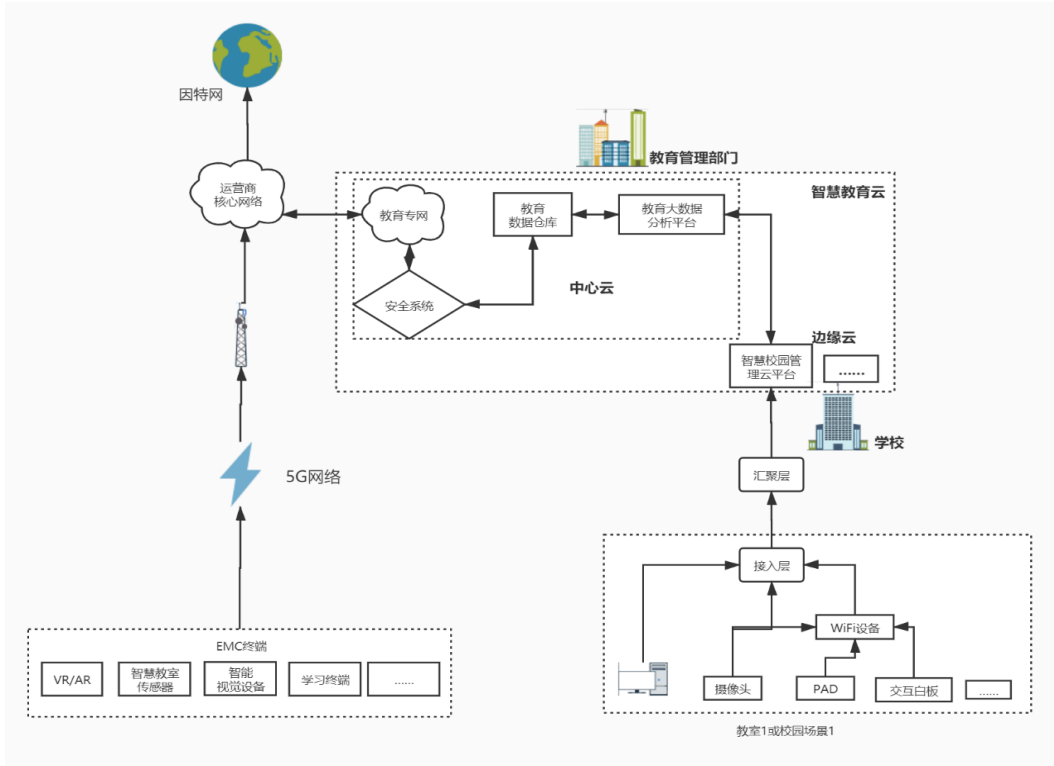 因特网
教育管理部门
运营商
核心网络
智慧教育云
教育专网
教育
数据仓库
教育大数据
分析平台
中心云
安全系统
边缘云
智慧校园管
理云平台
......
学校
5G网络
汇聚层
接入层
EMC终端
VR/AR
智慧教室
传感器
智能
视觉设备
学习终端
......
WiFi设备
摄像头
PAD
交互白板
......
教室1或校园场景1